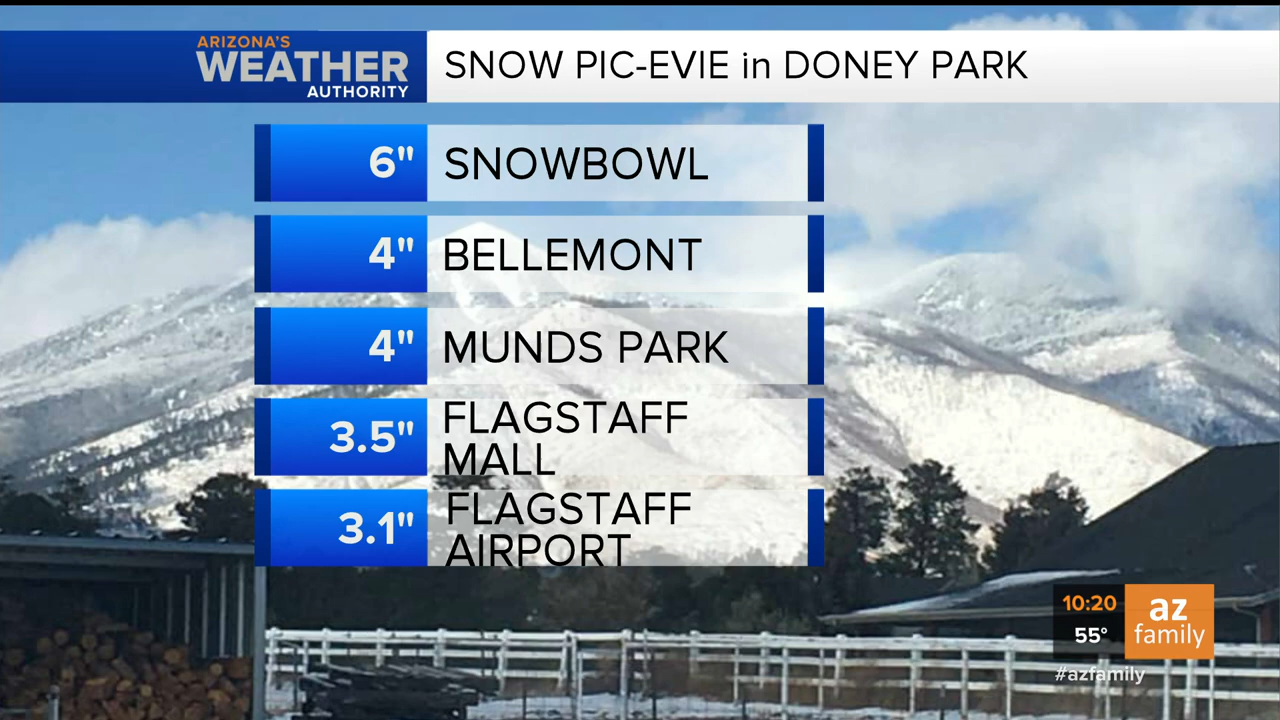 ARIZONA'S
WEATHER
AUTHORITY
SNOW PIC-EVIE in DONEY PARK
6" SNOWBOWL
4" BELLEMONT
4" MUNDS PARK
3.5" FLAGSTAFF
MALL
3.1" FLAGSTAFF
AIRPORT
10:20
55°
az
family
#azfamily